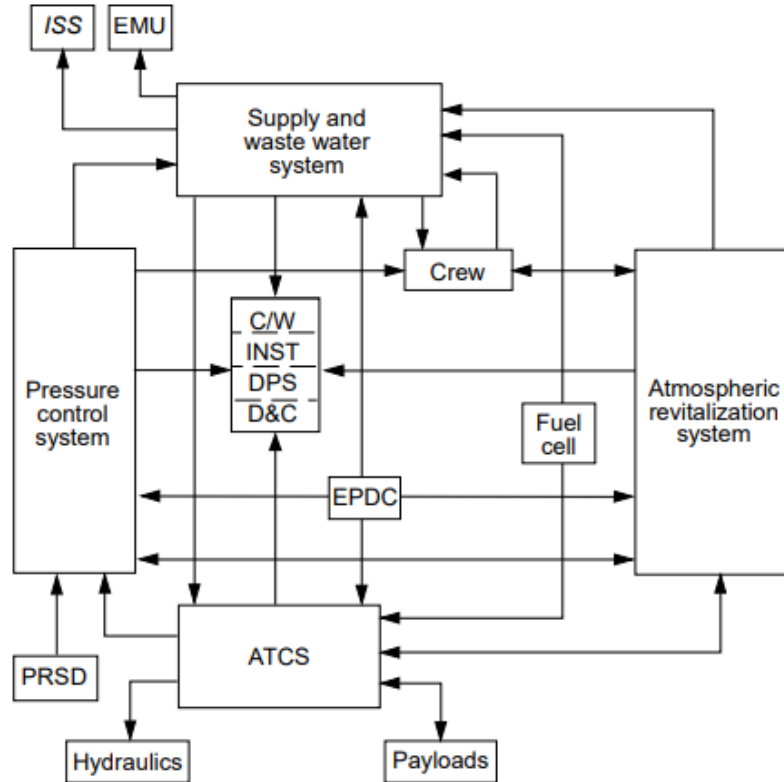 ISS
EMU
Supply and
waste water
system
Crew
C/W
INST
DPS
D&C
Pressure
control
system
Fuel
cell
Atmospheric
revitalization
system
EPDC
ATCS
PRSD
Hydraulics
Payloads